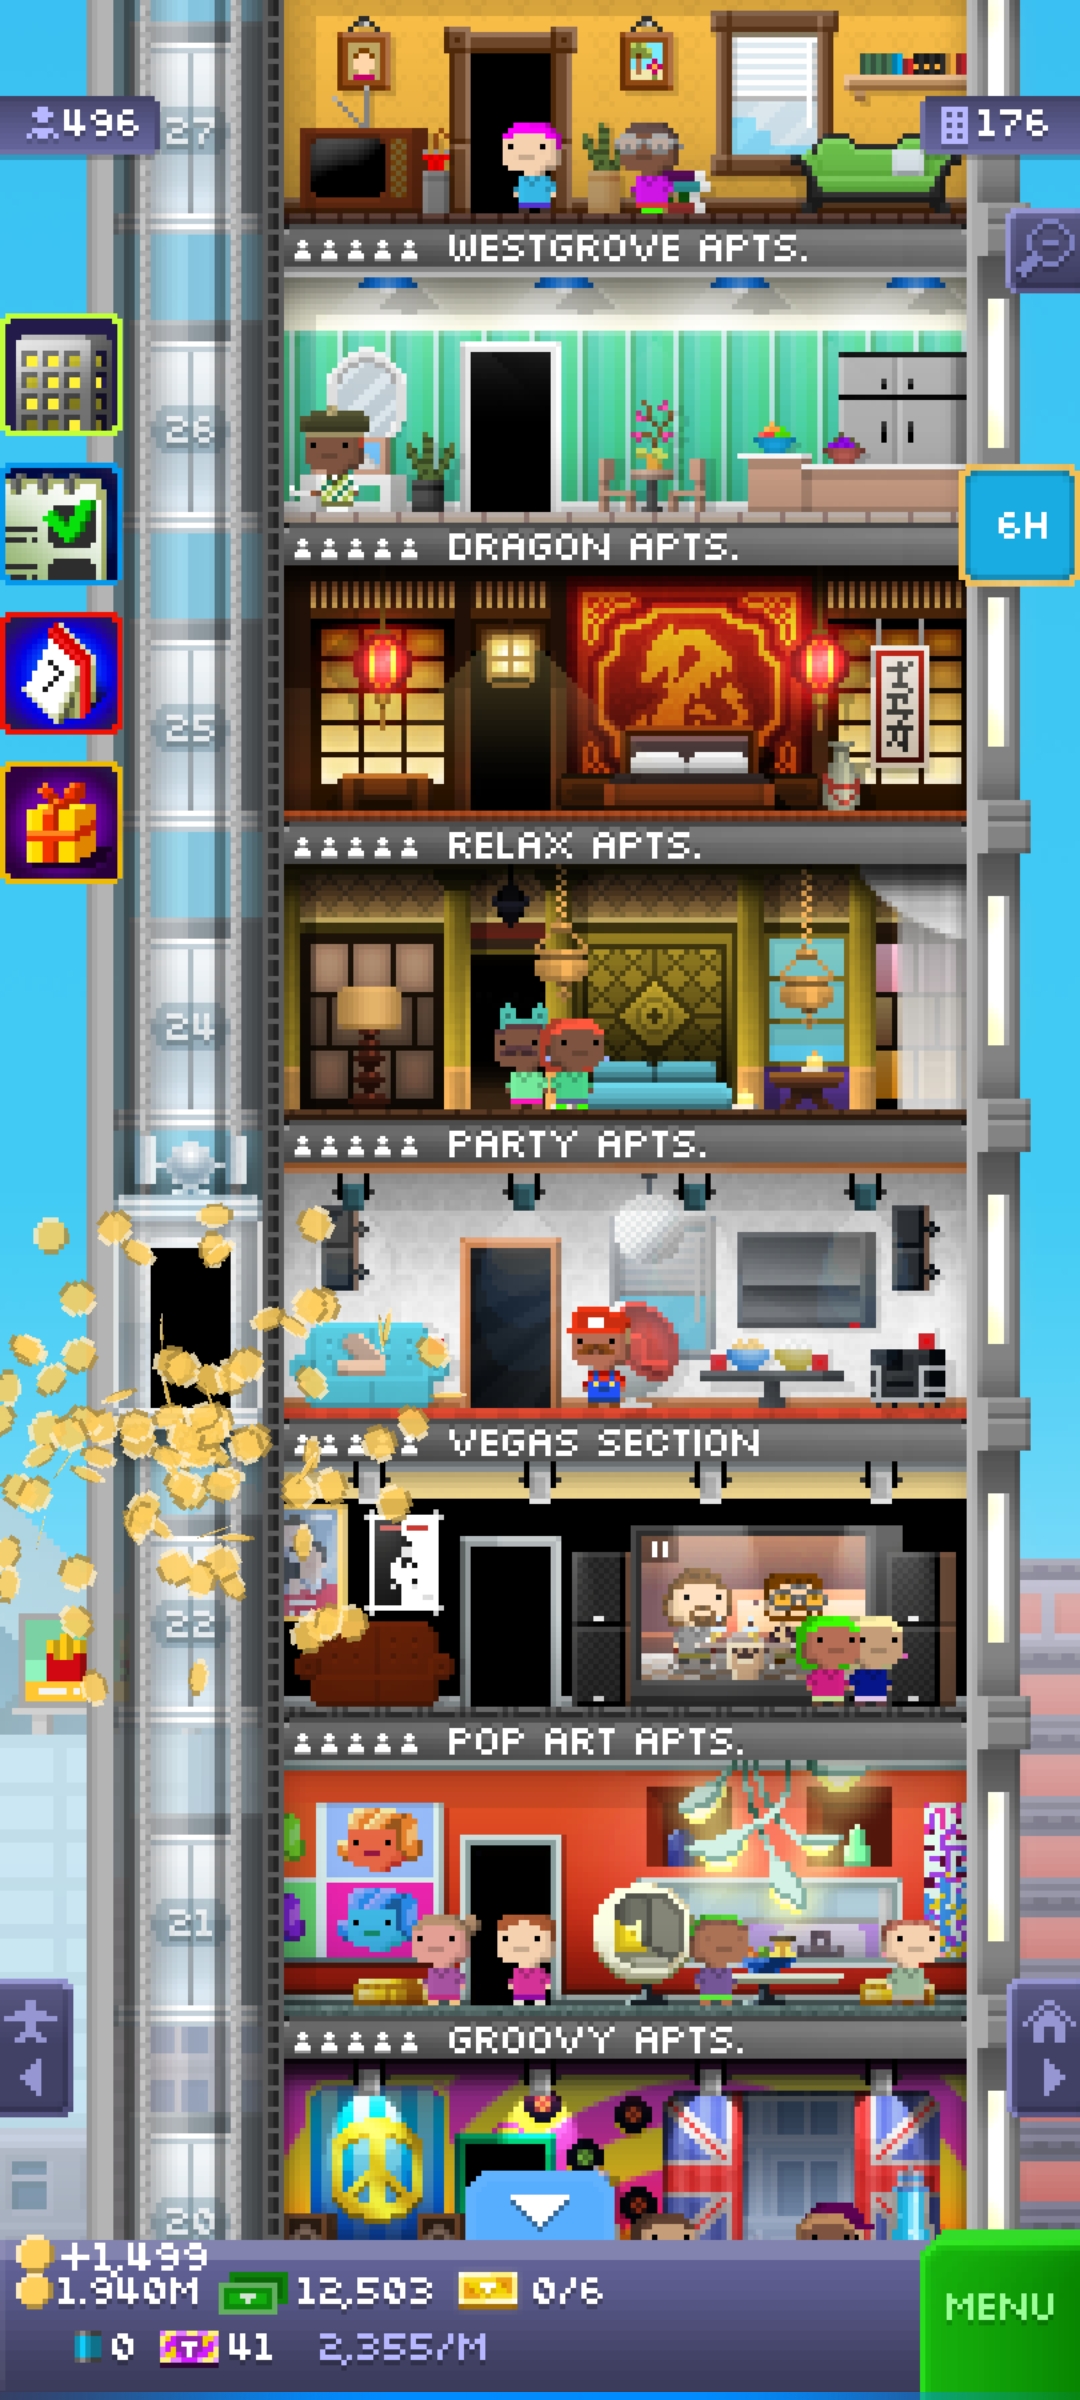 27
496
176
WESTGROVE APTS.
26
6H
DRAGON APTS.
25
RELAX APTS.
24
PARTY APTS.
VEGAS SECTION
22
POP ART APTS.
21
GROOVY APTS.
20
+1,499
1.940M 12,503 0/6
0 T 41 2,355/M
MENU